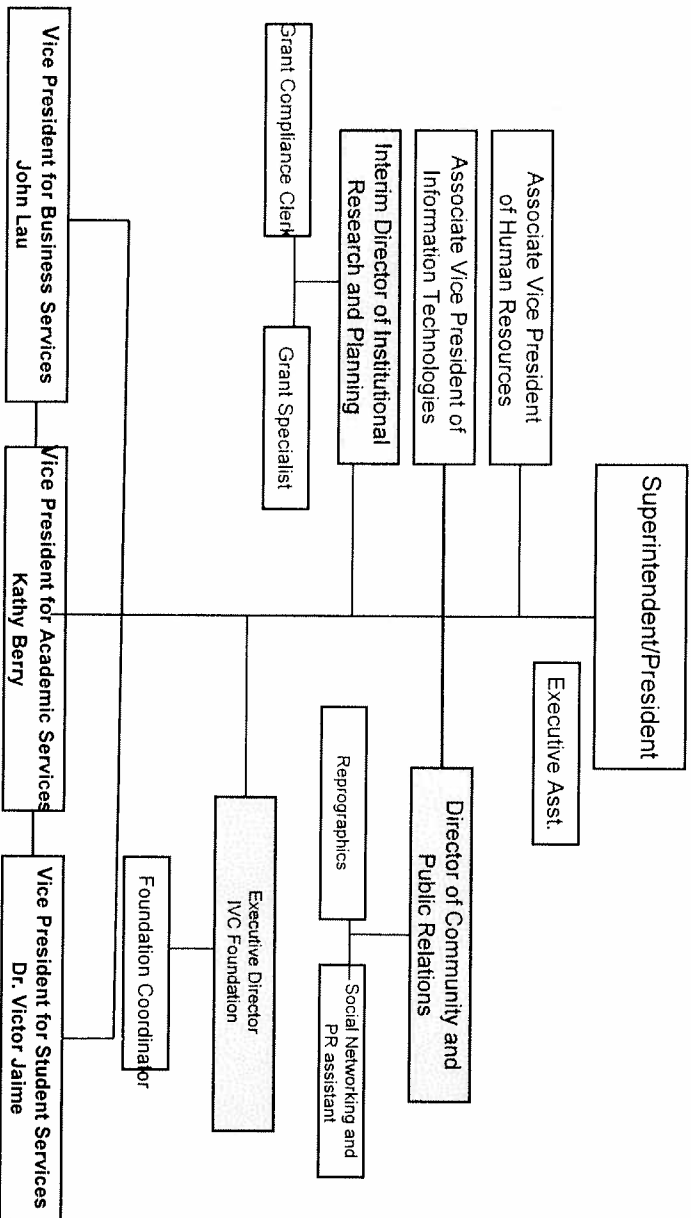 Superintendent/President
Executive Asst.
Associate Vice President
of Human Resources
Associate Vice President of
Information Technologies
Director of Community and
Public Relations
Interim Director of Institutional
Research and Planning
Reprographics
Social Networking and
PR assistant
Grant Compliance Clerk
Grant Specialist
Executive Director
IVC Foundation
Foundation Coordinator
Vice President for Business Services
John Lau
Vice President for Academic Services
Kathy Berry
Vice President for Student Services
Dr. Victor Jaime